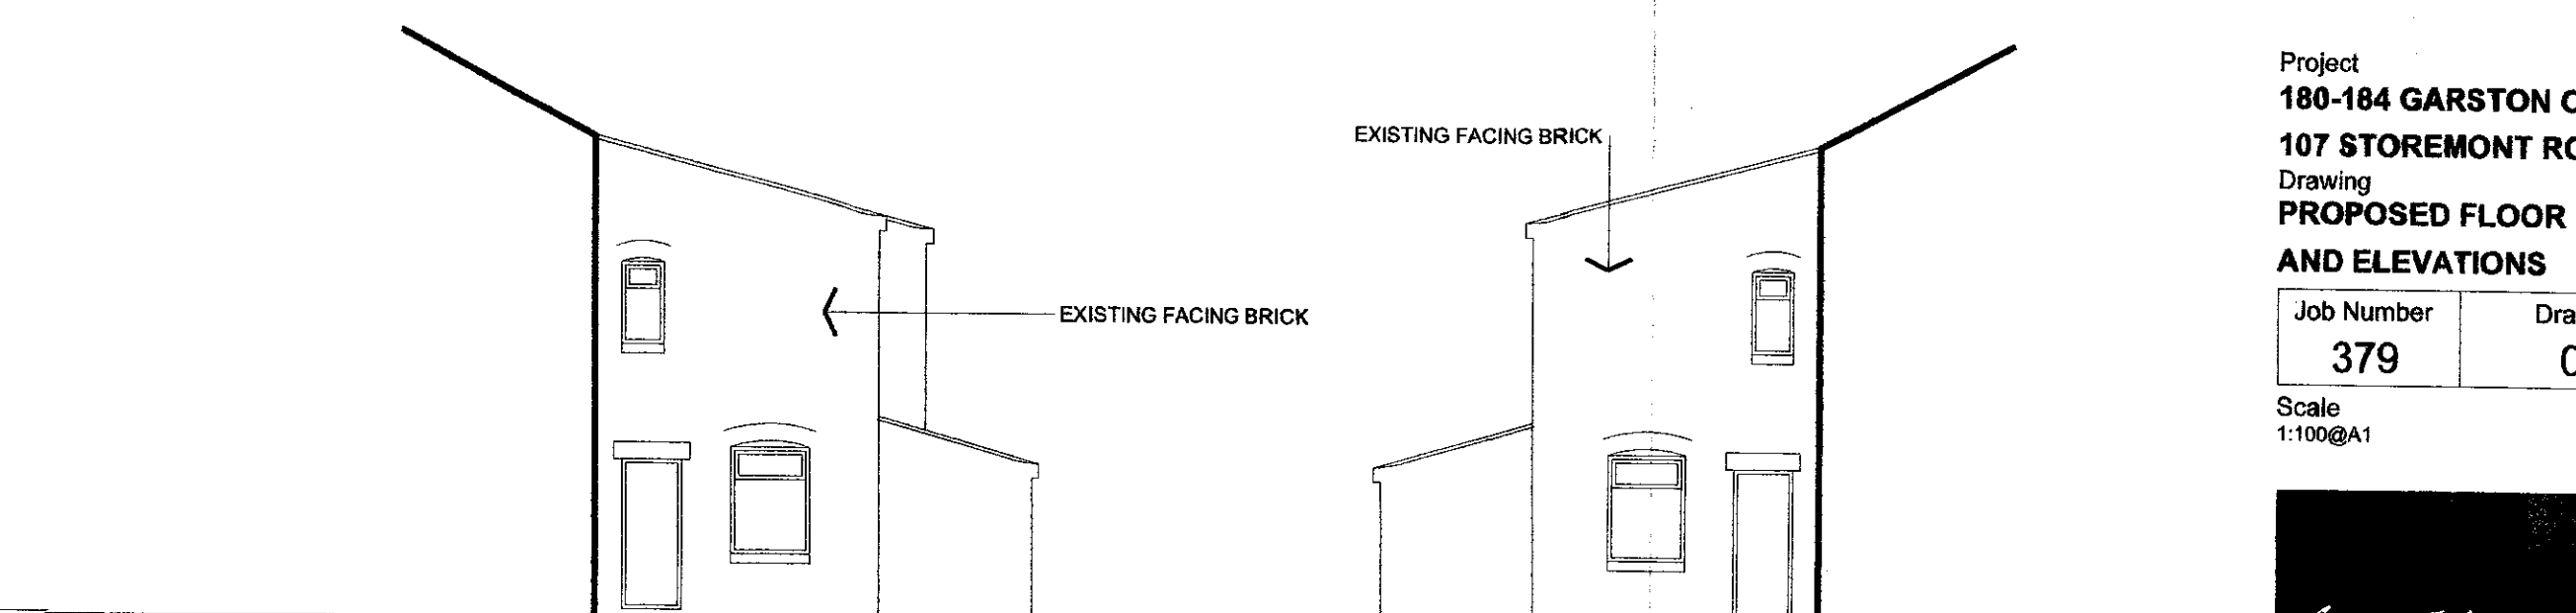 EXISTING FACING BRICK
EXISTING FACING BRICK
Project
180-184 GARSTON
107 STOREMONT
Drawing
PROPOSED FLOOR
AND ELEVATIONS
Job Number
379
Scale
1:100@A1